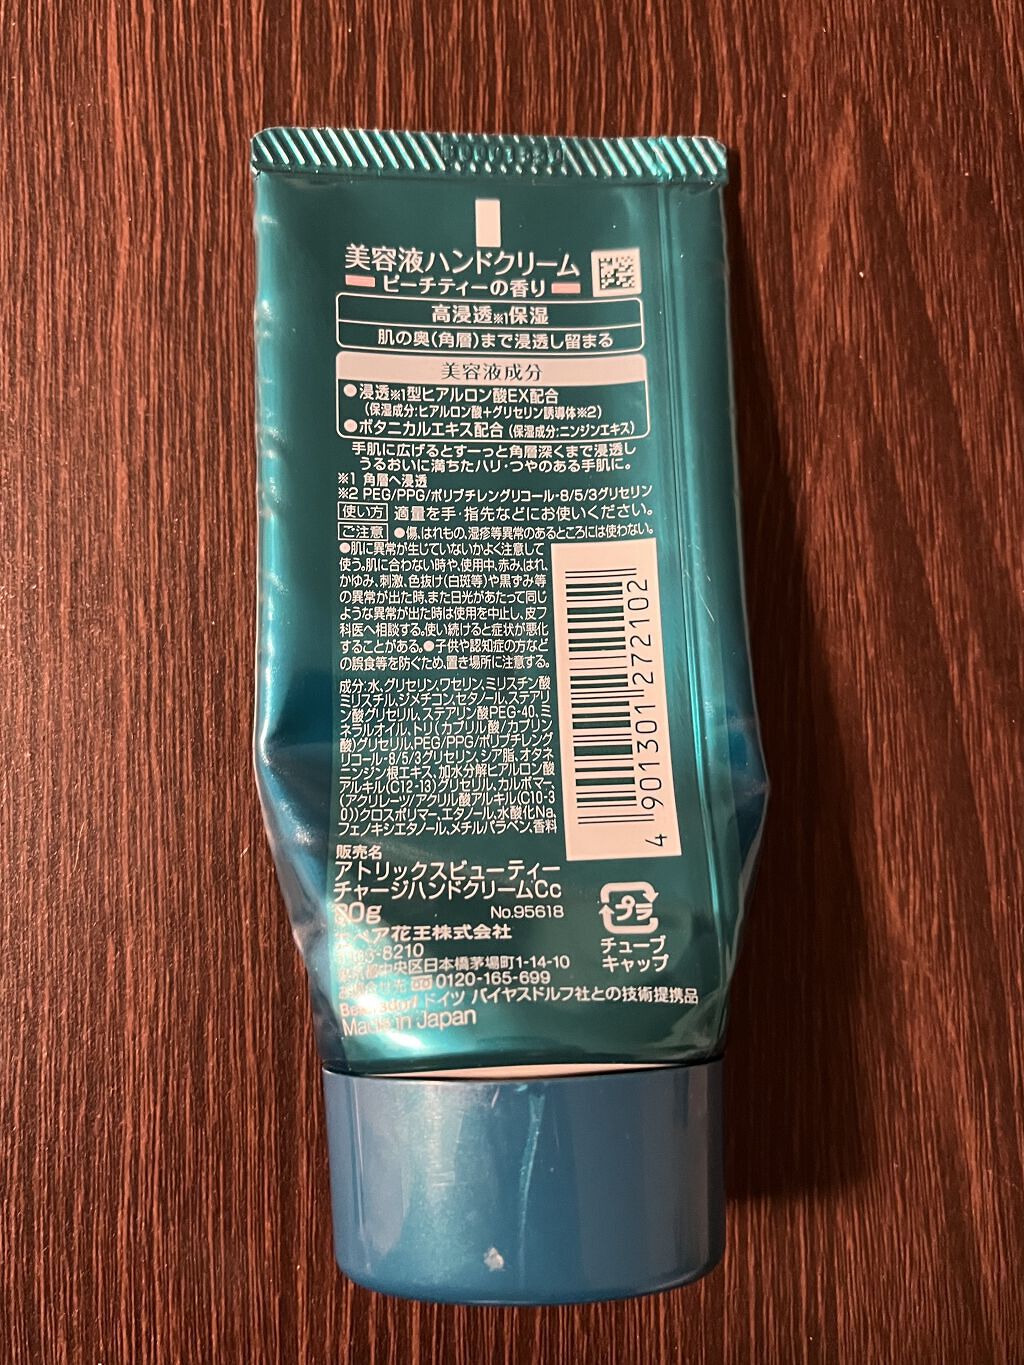 美容液ハンドクリーム
ピーチティーの香り
高浸透※1保湿
肌の奥(角層)まで浸透し留まる
美容液成分
●浸透※1型ヒアルロン酸EX配合
(保湿成分:ヒアルロン酸+グリセリン誘導体※2)
●ボタニカルエキス配合(保湿成分:ニンジンエキス)
手肌に広げるとすーっと角層深くまで浸透し
うるおいに満ちたハリ・つやのある手肌に。
※1 角層へ浸透
※2 PEG/PPG/ポリブチレングリコール-8/5/3グリセリン
使い方 適量を手・指先などにお使いください。
ご注意 ●傷、はれもの、湿疹等異常のあるところには使わない。
●肌に異常が生じていないかよく注意して
使う。肌に合わない時や、使用中、赤み、はれ、
かゆみ、刺激、色抜け(白斑等)や黒ずみ等
の異常が出た時、また日光があたって同じ
ような異常が出た時は使用を中止し、皮フ
科医へ相談する。使い続けると症状が悪化
することがある。●子供や認知症の方など
の誤食等を防ぐため、置き場所に注意する。
成分:水、グリセリン、ワセリン、ミリスチン酸
ミリスチル、ジメチコン、セタノール、ステアリ
ン酸グリセリル、ステアリン酸PEG-40、ミ
ネラルオイル、トリ(カプリル酸/カプリン
酸)グリセリル、PEG/PPG/ポリブチレング
リコール-8/5/3グリセリン、シア脂、オタネ
ニンジン根エキス、加水分解ヒアルロン酸
アルキル(C12-13)グリセリル、カルボマー、
(アクリレーツ/アクリル酸アルキル(C10-3
0))クロスポリマー、エタノール、水酸化Na、
フェノキシエタノール、メチルパラベン、香料
4 901301 272102
販売名
アトリックスビューティー
チャージハンドクリームCc
80g No.95618
ニベア花王株式会社
8210
東京都中央区日本橋茅場町1-14-10
お問合せ先 0120-165-699
Beiersdorf ドイツ バイヤスドルフ社との技術提携品
Made in Japan
プラ
チューブ
キャップ